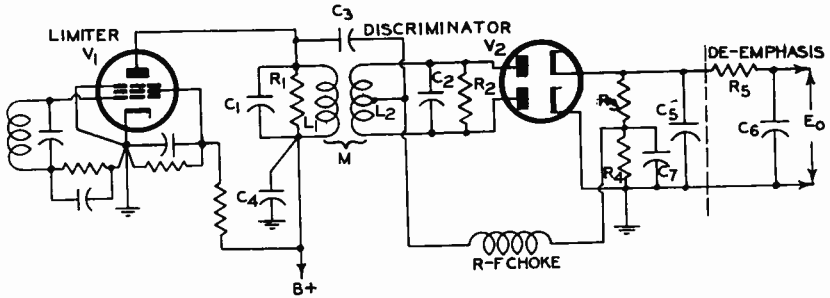 LIMITER
V1
C3
DISCRIMINATOR
V2
DE-EMPHASIS
R1
C1
L1
L2
M
C2
R2
C5
R5
C6
E0
R4
C7
C4
R-F CHOKE
B+